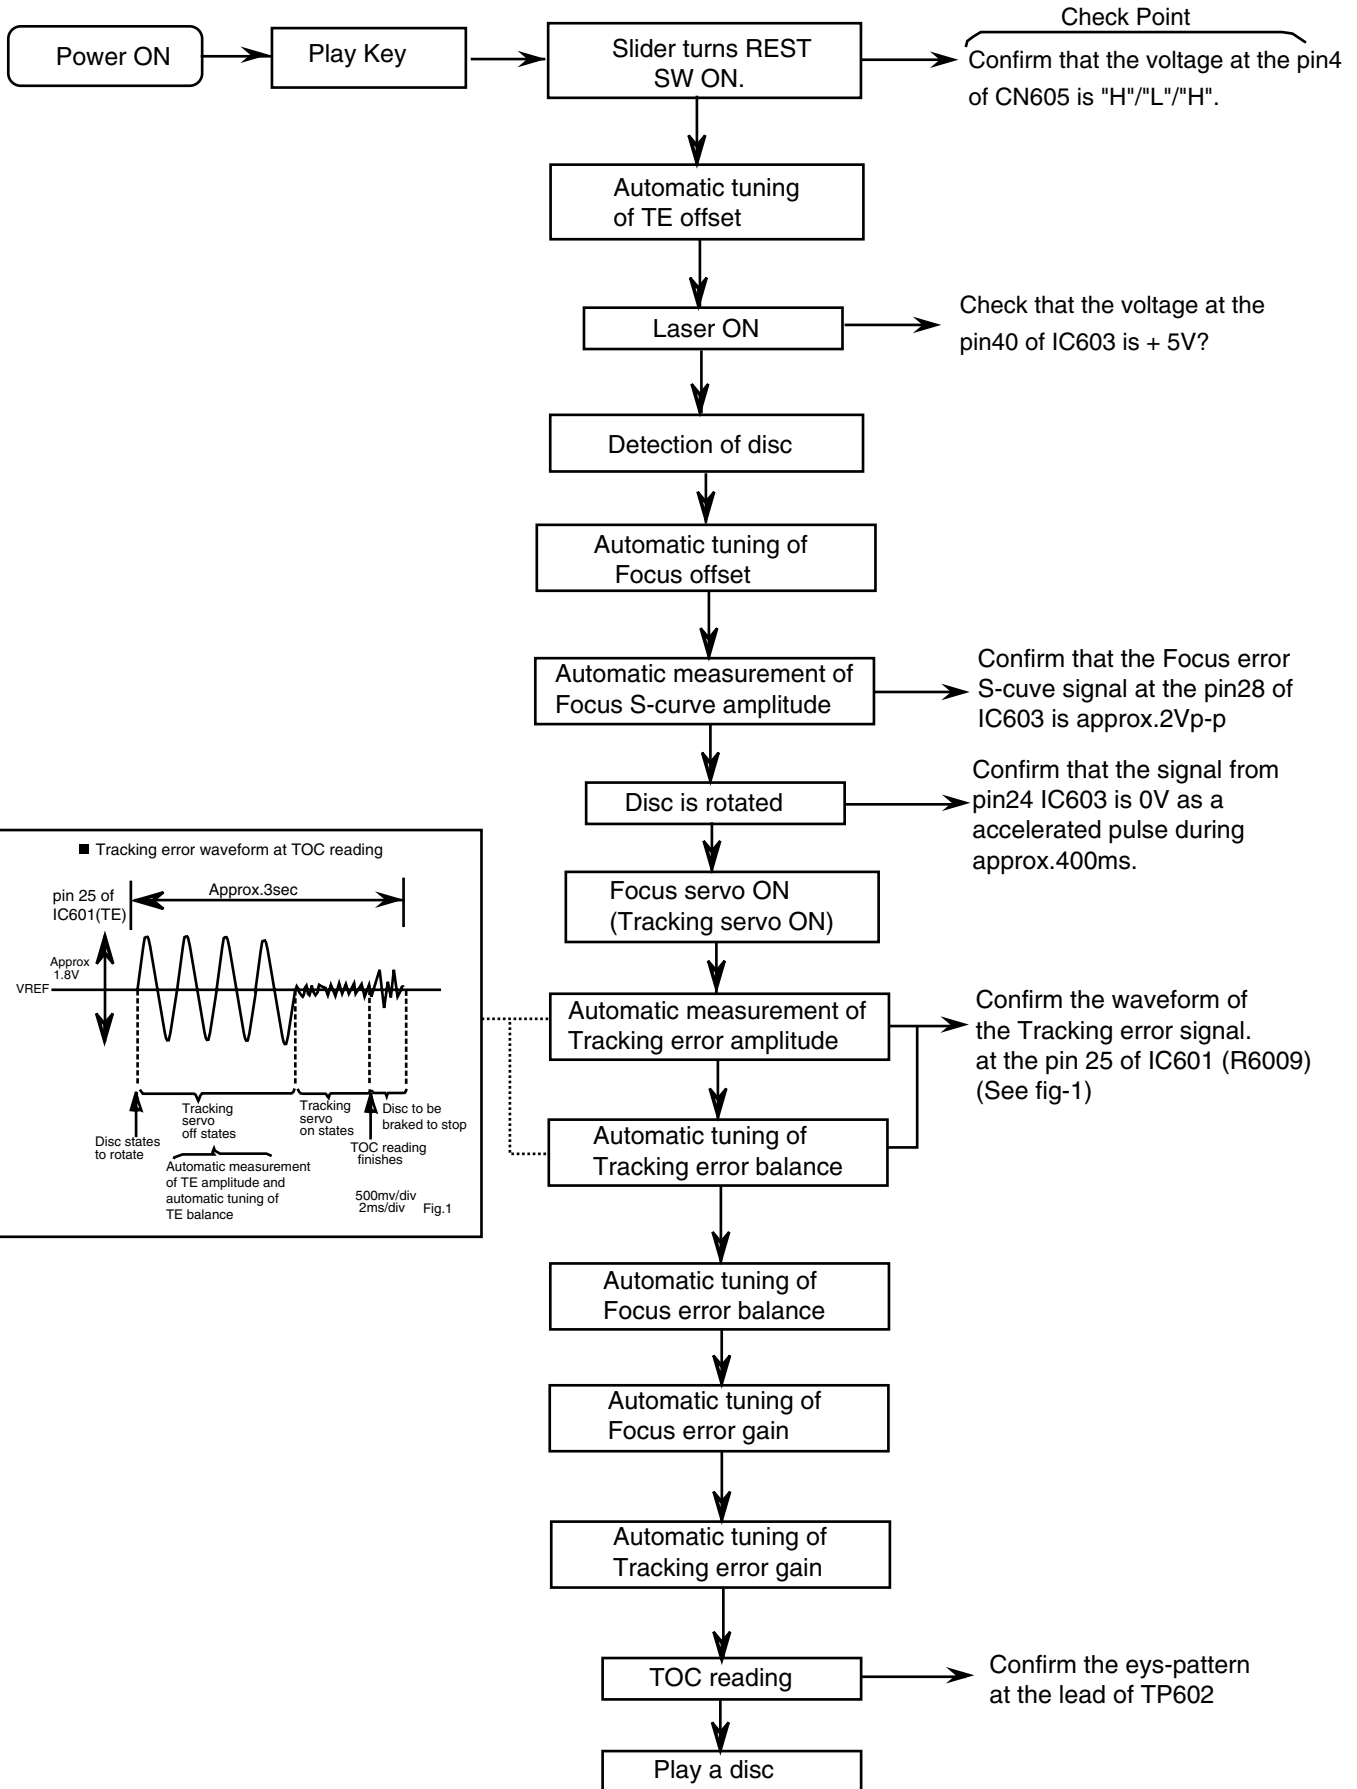 Check Point
Power ON
Play Key
Slider turns REST
SW ON.
Confirm that the voltage at the pin4
of CN605 is "H"/"L"/"H".
Automatic tuning
of TE offset
Laser ON
Check that the voltage at the
pin40 of IC603 is + 5V?
Detection of disc
Automatic tuning of
Focus offset
Automatic measurement of
Focus S-curve amplitude
Confirm that the Focus error
S-cuve signal at the pin28 of
IC603 is approx.2Vp-p
Disc is rotated
Confirm that the signal from
pin24 IC603 is 0V as a
accelerated pulse during
approx.400ms.
Focus servo ON
(Tracking servo ON)
■ Tracking error waveform at TOC reading
pin 25 of
IC601(TE)
Approx.3sec
Approx
1.8V
VREF
Tracking
servo
off states
Tracking
servo
on states
Disc to be
braked to stop
Disc states
to rotate
TOC reading
finishes
Automatic measurement
of TE amplitude and
automatic tuning of
TE balance
500mv/div
2ms/div
Fig.1
Automatic measurement of
Tracking error amplitude
Confirm the waveform of
the Tracking error signal.
at the pin 25 of IC601 (R6009)
(See fig-1)
Automatic tuning of
Tracking error balance
Automatic tuning of
Focus error balance
Automatic tuning of
Focus error gain
Automatic tuning of
Tracking error gain
TOC reading
Confirm the eys-pattern
at the lead of TP602
Play a disc